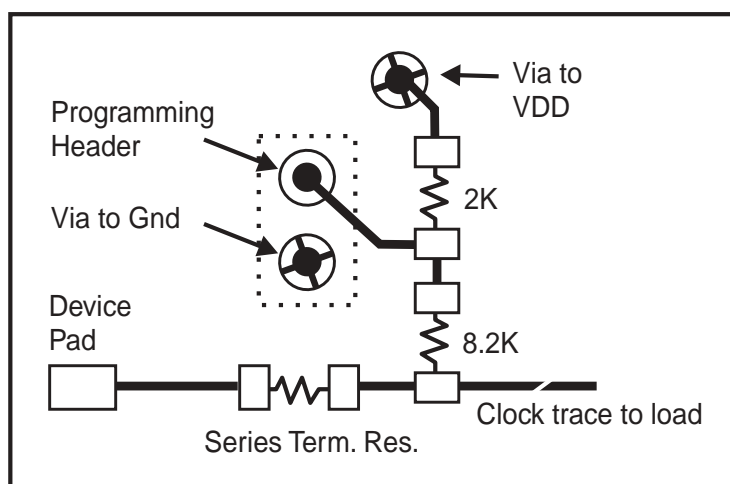 Via to
VDD
Programming
Header
2K
Via to Gnd
Device
Pad
8.2K
Clock trace to load
Series Term. Res.